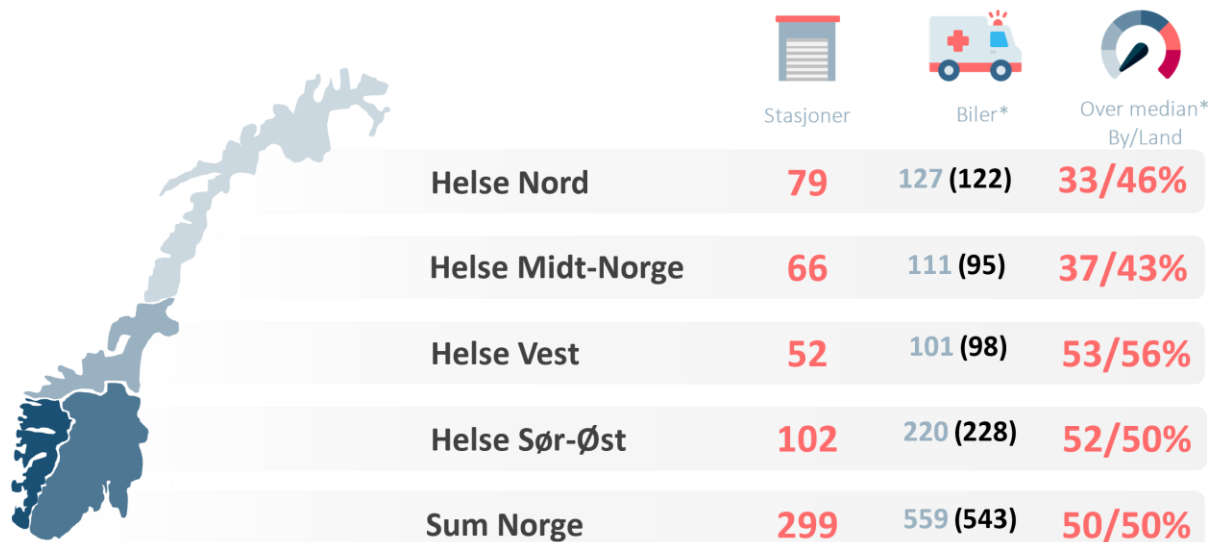 Stasjoner Biler* Over median*
By/Land
Helse Nord 79 127 (122) 33/46%
Helse Midt-Norge 66 111 (95) 37/43%
Helse Vest 52 101 (98) 53/56%
Helse Sør-Øst 102 220 (228) 52/50%
Sum Norge 299 559 (543) 50/50%